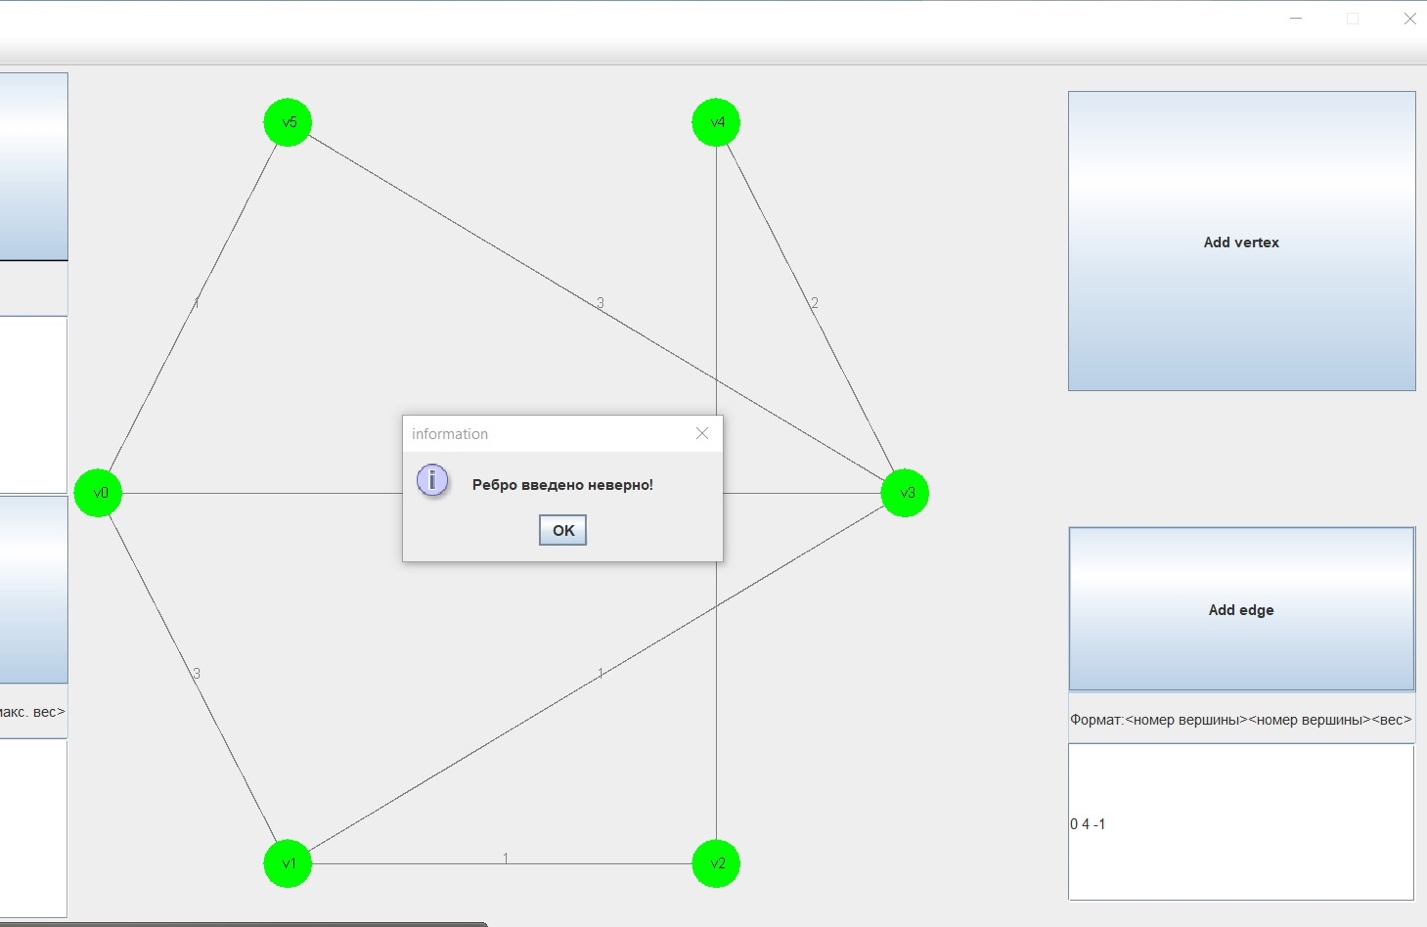 v5
v4
Add vertex
1
3
2
information
Ребро введено неверно!
OK
v0
v3
Add edge
3
1
макс. вес>
Формат:<номер вершины><номер вершины><вес>
0 4 -1
1
v1
v2